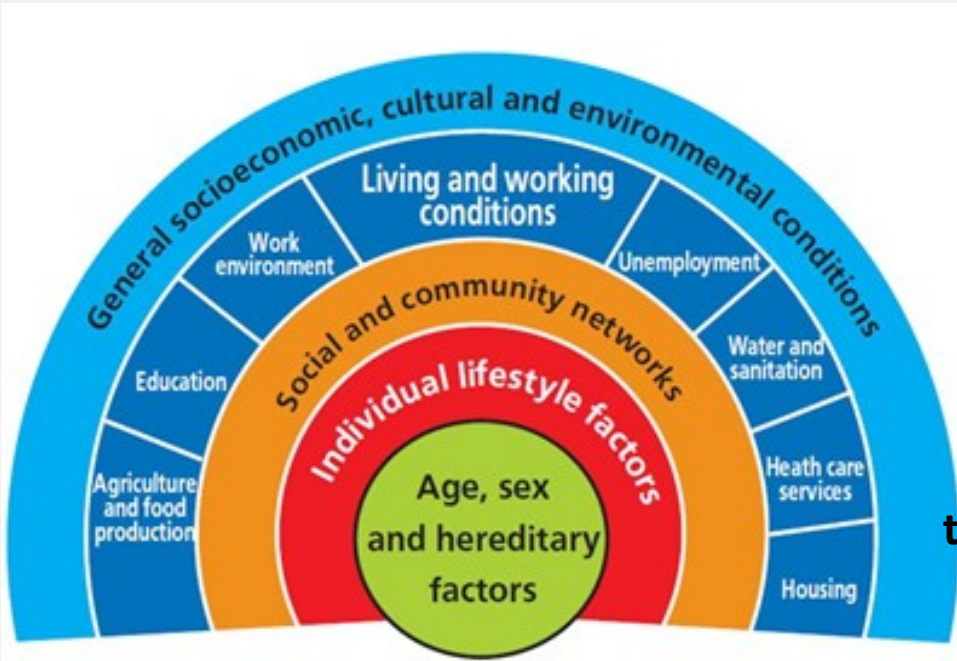 General socioeconomic, cultural and environmental conditions
Living and working
conditions
Work
environment
Unemployment
Education
Water and
sanitation
Agriculture
and food
production
Heath care
services
Housing
Social and community networks
Individual lifestyle factors
Age, sex
and hereditary
factors
t